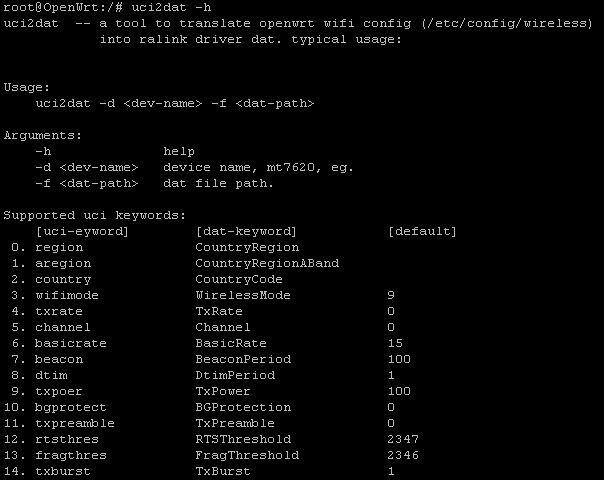 root@OpenWrt:/# uci2dat -h
uci2dat  -- a tool to translate openwrt wifi config (/etc/config/wireless)
            into ralink driver dat. typical usage:
Usage:
    uci2dat -d <dev-name> -f <dat-path>
Arguments:
    -h              help
    -d <dev-name>   device name, mt7620, eg.
    -f <dat-path>   dat file path.
Supported uci keywords:
    [uci-eyword]        [dat-keyword]           [default]
 0. region              CountryRegion
 1. aregion             CountryRegionABand
 2. country             CountryCode
 3. wifimode            WirelessMode            9
 4. txrate              TxRate                  0
 5. channel             Channel                 0
 6. basicrate           BasicRate               15
 7. beacon              BeaconPeriod            100
 8. dtim                DtimPeriod              1
 9. txpoer              TxPower                 100
10. bgprotect           BGProtection            0
11. txpreamble          TxPreamble              0
12. rtsthres            RTSThreshold            2347
13. fragthres           FragThreshold           2346
14. txburst             TxBurst                 1